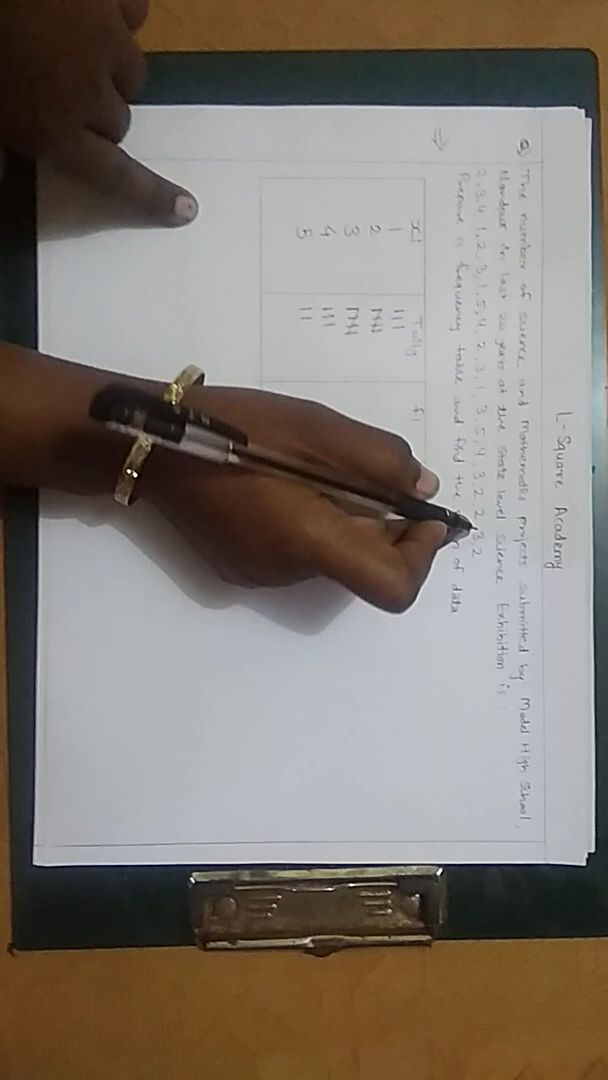 L-Square Academy
Q) The number of science and Mathematics projects submitted by Model High School,
Nandpur in last 20 years at the state level science Exhibition is :
2,3,4,1,2,3,1,5,4,2,3,1,3,5,4,3,2,2,3,2
Prepare a frequency table and find the of data
⇒
xi Tally fi
1 |||
2
3
4 |||
5 ||